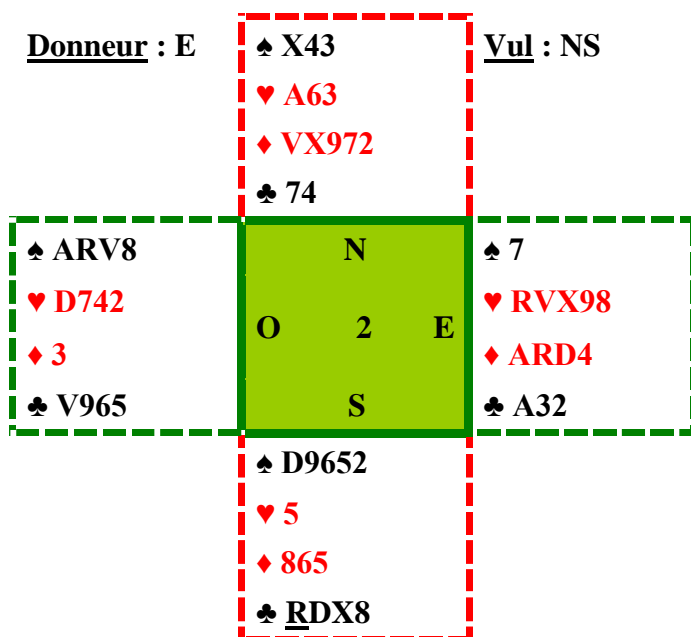 Donneur : E
Vul : NS
♠ X43
♥ A63
♦ VX972
♣ 74
♠ ARV8
♥ D742
♦ 3
♣ V965
N
O 2 E
S
♠ 7
♥ RVX98
♦ ARD4
♣ A32
♠ D9652
♥ 5
♦ 865
♣ RDX8